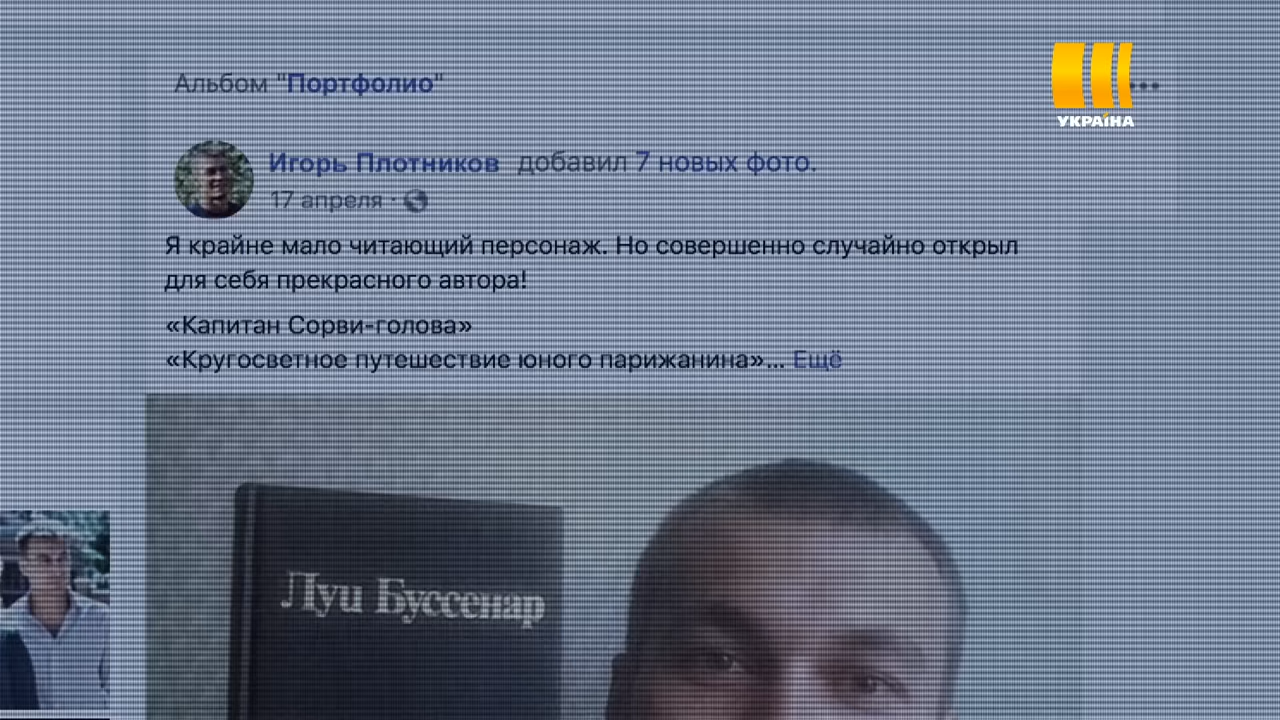 Альбом "Портфолио"
УКРАЇНА
Игорь Плотников добавил 7 новых фото.
17 апреля ·
Я крайне мало читающий персонаж. Но совершенно случайно открыл
для себя прекрасного автора!
«Капитан Сорви-голова»
«Кругосветное путешествие юного парижанина»... Ещё
Луи Буссенар